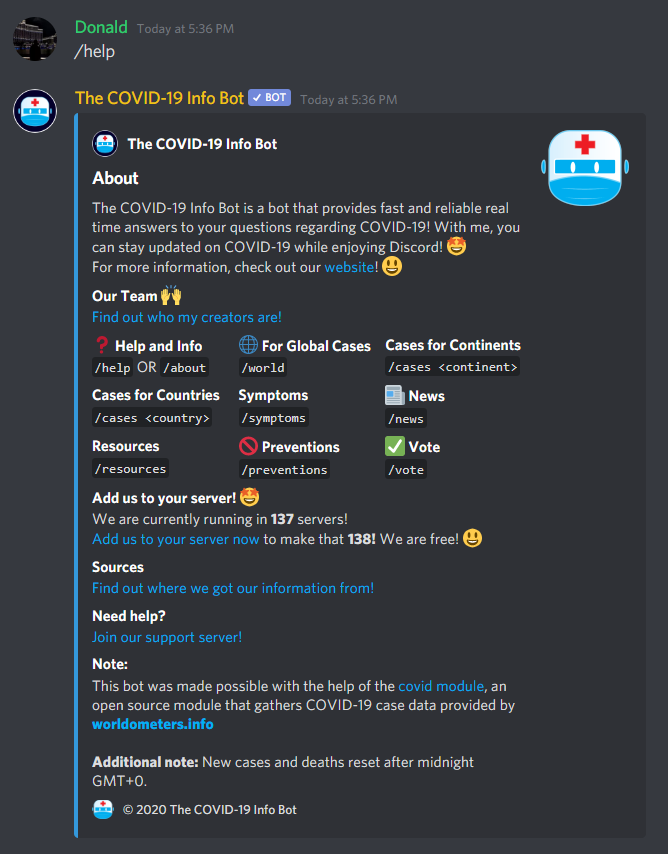 Donald Today at 5:36 PM
/help
The COVID-19 Info Bot ✓ BOT Today at 5:36 PM
The COVID-19 Info Bot
About
The COVID-19 Info Bot is a bot that provides fast and reliable real
time answers to your questions regarding COVID-19! With me, you
can stay updated on COVID-19 while enjoying Discord! 🤩
For more information, check out our website! 😃
Our Team 🙌
Find out who my creators are!
❓ Help and Info 🌐 For Global Cases Cases for Continents
/help OR /about /world /cases <continent>
Cases for Countries Symptoms 📰 News
/cases <country> /symptoms /news
Resources 🚫 Preventions ✅ Vote
/resources /preventions /vote
Add us to your server! 🤩
We are currently running in 137 servers!
Add us to your server now to make that 138! We are free! 😃
Sources
Find out where we got our information from!
Need help?
Join our support server!
Note:
This bot was made possible with the help of the covid module, an
open source module that gathers COVID-19 case data provided by
worldometers.info
Additional note: New cases and deaths reset after midnight
GMT+0.
© 2020 The COVID-19 Info Bot